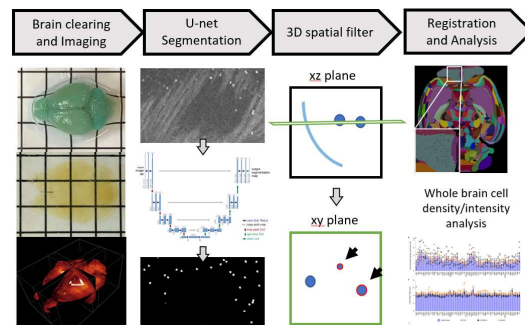 Brain clearing
and Imaging
U-net
Segmentation
3D spatial filter
Registration
and Analysis
xz plane
xy plane
Whole brain cell
density/intensity
analysis